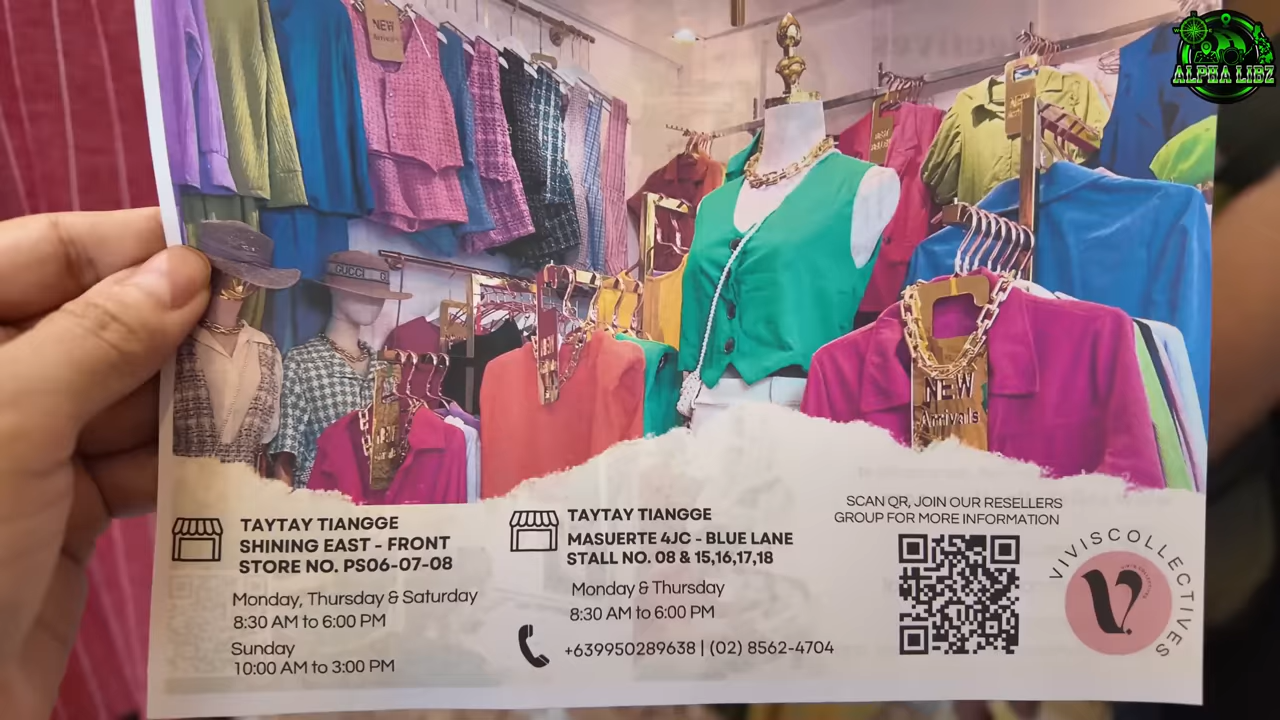 ALPHA LIBZ
NEW
Arrivals
GUCCI
NEW
Arrivals
TAYTAY TIANGGE
SHINING EAST - FRONT
STORE NO. PS06-07-08
Monday, Thursday & Saturday
8:30 AM to 6:00 PM
Sunday
10:00 AM to 3:00 PM
TAYTAY TIANGGE
MASUERTE 4JC - BLUE LANE
STALL NO. 08 & 15,16,17,18
Monday & Thursday
8:30 AM to 6:00 PM
+639950289638 | (02) 8562-4704
SCAN QR, JOIN OUR RESELLERS
GROUP FOR MORE INFORMATION
VIVISCOLLECTIVES
V.